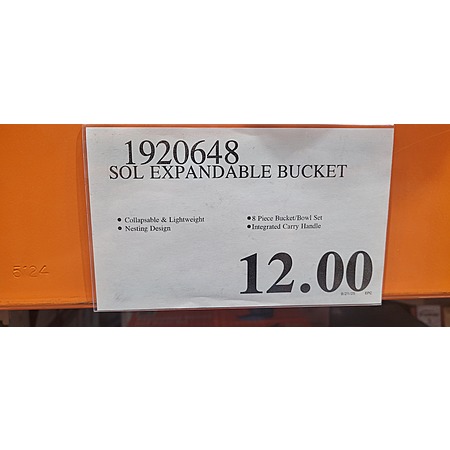 1920648
SOL EXPANDABLE BUCKET
● Collapsable & Lightweight
● Nesting Design
● 8 Piece Bucket/Bowl Set
● Integrated Carry Handle
12.00
5124